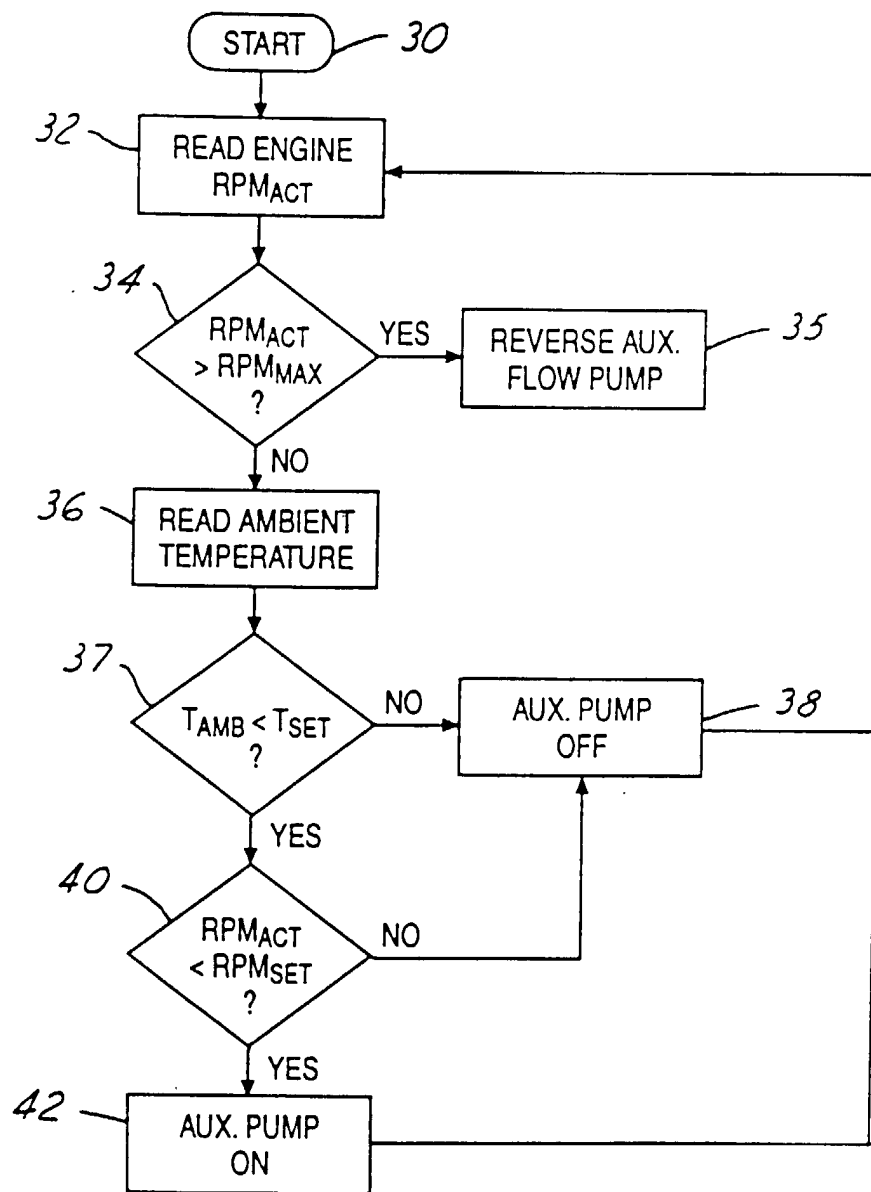 START
30
32
READ ENGINE
RPMACT
34
RPMACT
> RPMMAX
?
YES
REVERSE AUX.
FLOW PUMP
35
NO
36
READ AMBIENT
TEMPERATURE
37
TAMB < TSET
?
NO
AUX. PUMP
OFF
38
YES
40
RPMACT
< RPMSET
?
NO
YES
42
AUX. PUMP
ON